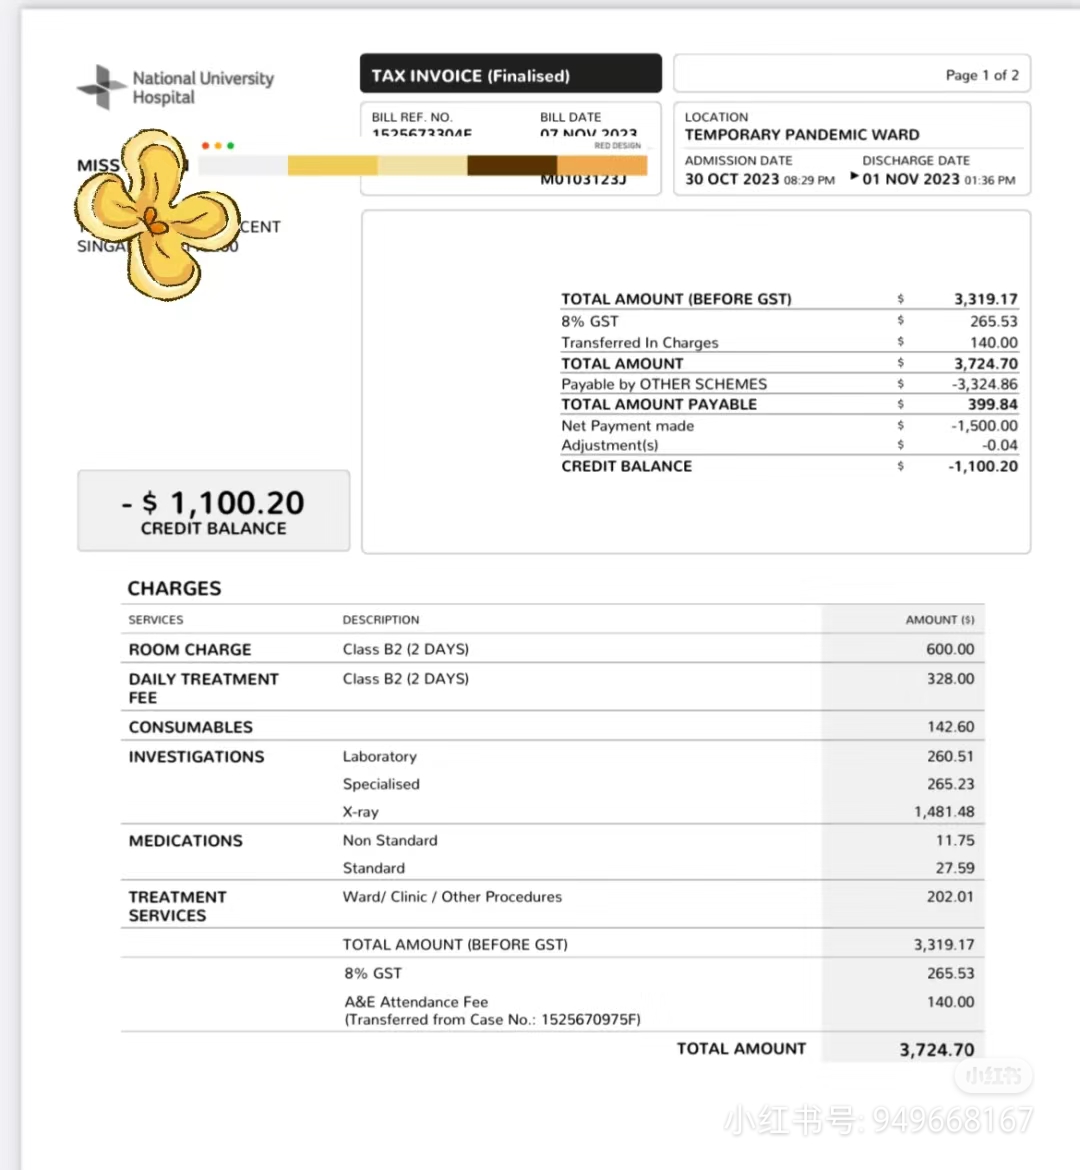 National University
Hospital
TAX INVOICE (Finalised)
Page 1 of 2
BILL REF. NO.
1525673304F
BILL DATE
07 NOV 2023
RED DESIGN
M0103123J
LOCATION
TEMPORARY PANDEMIC WARD
ADMISSION DATE
30 OCT 2023 08:29 PM
DISCHARGE DATE
01 NOV 2023 01:36 PM
MISS
TOTAL AMOUNT (BEFORE GST) $ 3,319.17
8% GST $ 265.53
Transferred In Charges $ 140.00
TOTAL AMOUNT $ 3,724.70
Payable by OTHER SCHEMES $ -3,324.86
TOTAL AMOUNT PAYABLE $ 399.84
Net Payment made $ -1,500.00
Adjustment(s) $ -0.04
CREDIT BALANCE $ -1,100.20
- $ 1,100.20
CREDIT BALANCE
CHARGES
SERVICES DESCRIPTION AMOUNT ($)
ROOM CHARGE Class B2 (2 DAYS) 600.00
DAILY TREATMENT Class B2 (2 DAYS) 328.00
FEE
CONSUMABLES 142.60
INVESTIGATIONS Laboratory 260.51
Specialised 265.23
X-ray 1,481.48
MEDICATIONS Non Standard 11.75
Standard 27.59
TREATMENT Ward/ Clinic / Other Procedures 202.01
SERVICES
TOTAL AMOUNT (BEFORE GST) 3,319.17
8% GST 265.53
A&E Attendance Fee 140.00
(Transferred from Case No.: 1525670975F)
TOTAL AMOUNT 3,724.70
小红书
小红书号: 949668167